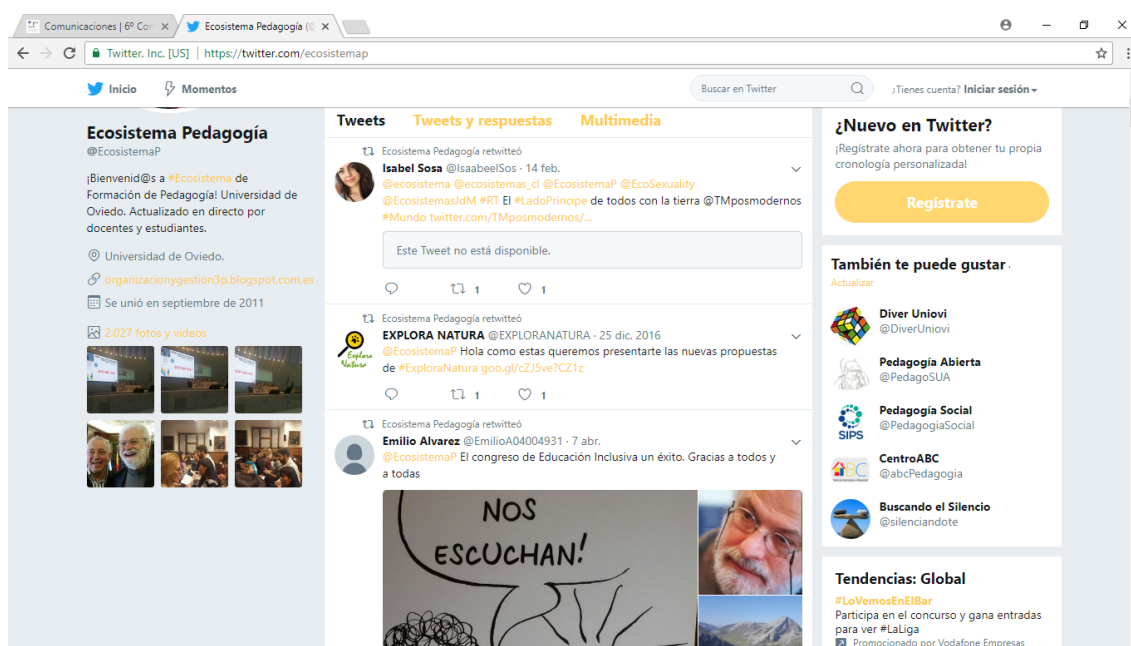 Comunicaciones | 6º Con
Ecosistema Pedagogía (@
Twitter, Inc. [US] | https://twitter.com/ecosistemap
Inicio
Momentos
Buscar en Twitter
¿Tienes cuenta? Iniciar sesión
Ecosistema Pedagogía
@EcosistemaP
¡Bienvenid@s a #Ecosistema de
Formación de Pedagogía! Universidad de
Oviedo. Actualizado en directo por
docentes y estudiantes.
Universidad de Oviedo.
organizacionygestion3p.blogspot.com.es
Se unió en septiembre de 2011
2.027 fotos y videos
Tweets Tweets y respuestas Multimedia
Ecosistema Pedagogía retwitteó
Isabel Sosa @IsaabeelSos · 14 feb.
@ecosistema @ecosistemas_cl @EcosistemaP @EcoSexuality
@EcosistemasJdM #RT El #LadoPrincipe de todos con la tierra @TMposmodernos
#Mundo twitter.com/TMposmodernos/...
Este Tweet no está disponible.
1 1
Ecosistema Pedagogía retwitteó
EXPLORA NATURA @EXPLORANATURA · 25 dic. 2016
@EcosistemaP Hola como estas queremos presentarte las nuevas propuestas
de #ExploraNatura goo.gl/cZJ5ve?CZ1z
Explora
Natura
1 1
Ecosistema Pedagogía retwitteó
Emilio Alvarez @EmilioA04004931 · 7 abr.
@EcosistemaP El congreso de Educación Inclusiva un éxito. Gracias a todos y
a todas
NOS
ESCUCHAN!
¿Nuevo en Twitter?
¡Regístrate ahora para obtener tu propia
cronología personalizada!
Regístrate
También te puede gustar ·
Actualizar
Diver Uniovi
@DiverUniovi
Pedagogía Abierta
@PedagoSUA
Pedagogía Social
@PedagogiaSocial
SIPS
CentroABC
@abcPedagogia
ABC
Buscando el Silencio
@silenciandote
Tendencias: Global
#LoVemosEnElBar
Participa en el concurso y gana entradas
para ver #LaLiga
Promocionado por Vodafone Empresas